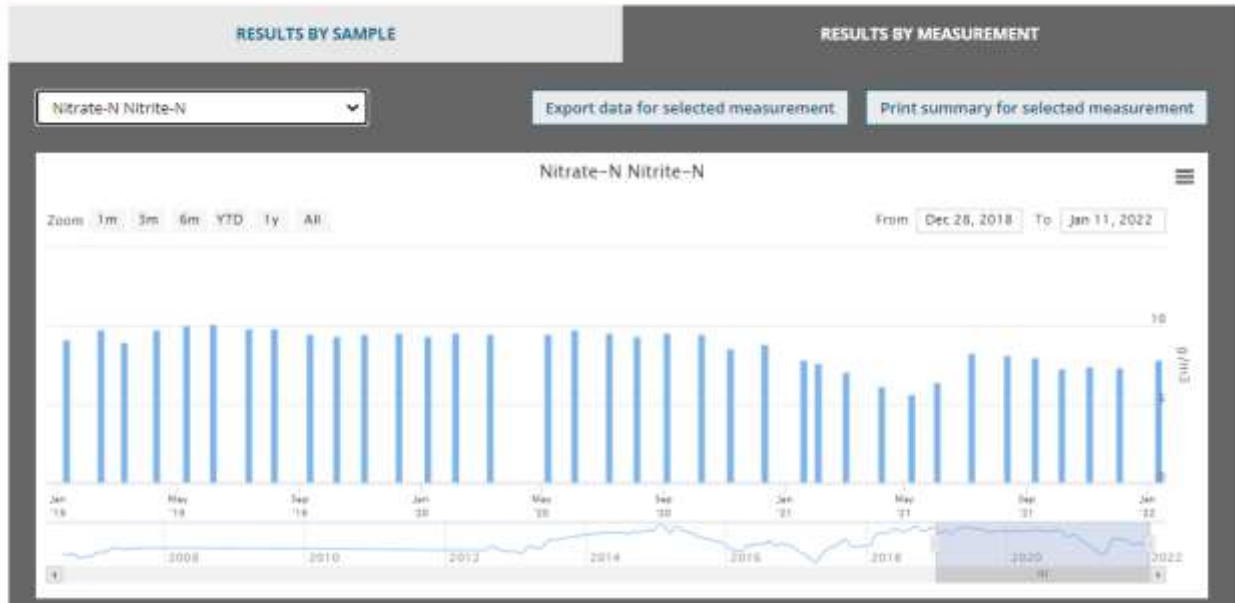 RESULTS BY SAMPLE
RESULTS BY MEASUREMENT
Nitrate-N Nitrite-N
Export data for selected measurement
Print summary for selected measurement
Nitrate-N Nitrite-N
Zoom 1m 3m 6m YTD 1y All
From Dec 28, 2018 To Jan 11, 2022
10
g/m3
0
Jan '19 May '19 Sep '19 Jan '20 May '20 Sep '20 Jan '21 May '21 Sep '21 Jan '22
2008 2010 2012 2014 2016 2018 2020 2022